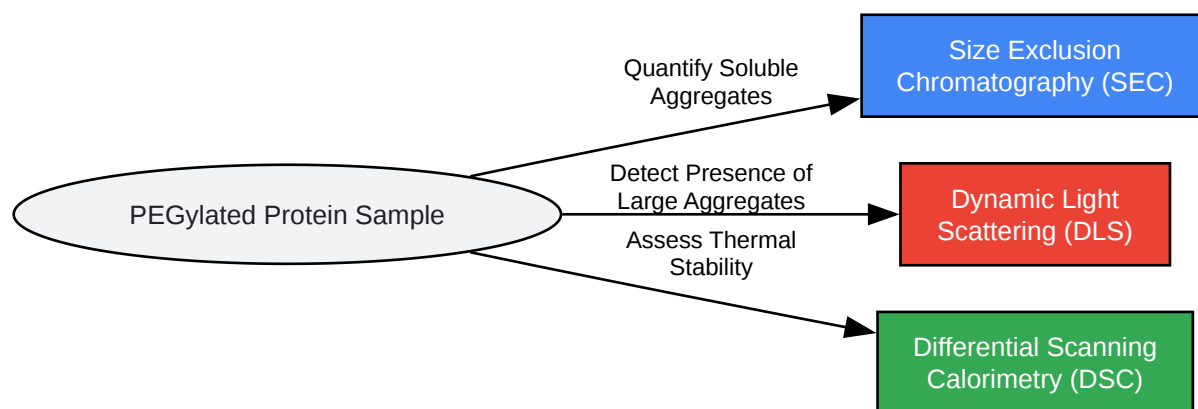 Size Exclusion
Chromatography (SEC)
Quantify Soluble
Aggregates
Detect Presence of
Large Aggregates
PEGylated Protein Sample
Dynamic Light
Scattering (DLS)
Assess Thermal
Stability
Differential Scanning
Calorimetry (DSC)